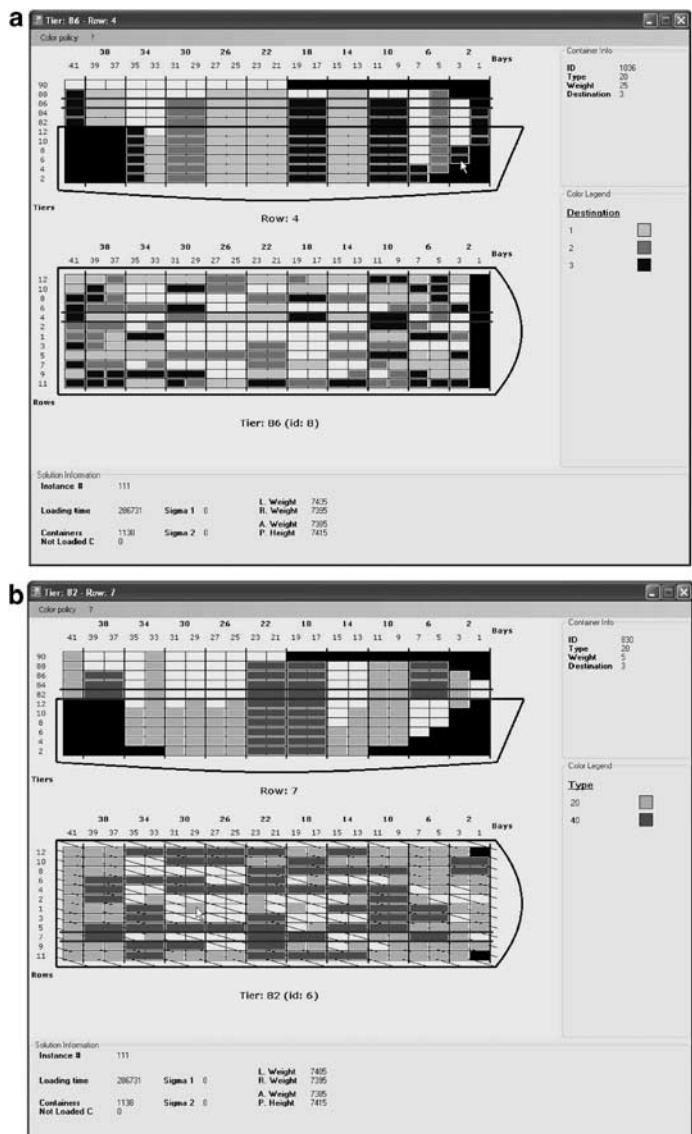 a
Tier: 86 - Row: 4
Color policy ?
38 34 30 26 22 18 14 10 6 2 Bays
41 39 37 35 33 31 29 27 25 23 21 19 17 15 13 11 9 7 5 3 1
90
88
86
84
82
12
10
8
6
4
2
Tiers
Row: 4
38 34 30 26 22 18 14 10 6 2
Bays
41 39 37 35 33 31 29 27 25 23 21 19 17 15 13 11 9 7 5 3 1
12
10
8
6
4
2
1
3
5
7
9
11
Rows
Tier: 86 (id: 8)
Container Info
ID 1036
Type 20
Weight 25
Destination 3
Color Legend
Destination
1
2
3
Solution Information
Instance # 111
Loading time 286731 Sigma 1 0 L. Weight 7405
R. Weight 7395
Containers 1138 Sigma 2 0 A. Weight 7385
Not Loaded C 0 P. Height 7415
b
Tier: 82 - Row: 7
Color policy ?
38 34 30 26 22 18 14 10 6 2
Bays
41 39 37 35 33 31 29 27 25 23 21 19 17 15 13 11 9 7 5 3 1
90
88
86
84
82
12
10
8
6
4
2
Tiers
Row: 7
38 34 30 26 22 18 14 10 6 2
Bays
41 39 37 35 33 31 29 27 25 23 21 19 17 15 13 11 9 7 5 3 1
12
10
8
6
4
2
1
3
5
7
9
11
Rows
Tier: 82 (id: 6)
Container Info
ID 830
Type 20
Weight 5
Destination 3
Color Legend
Type
20
40
Solution Information
Instance # 111
Loading time 286731 Sigma 1 0 L. Weight 7405
R. Weight 7395
Containers 1138 Sigma 2 0 A. Weight 7385
Not Loaded C 0 P. Height 7415